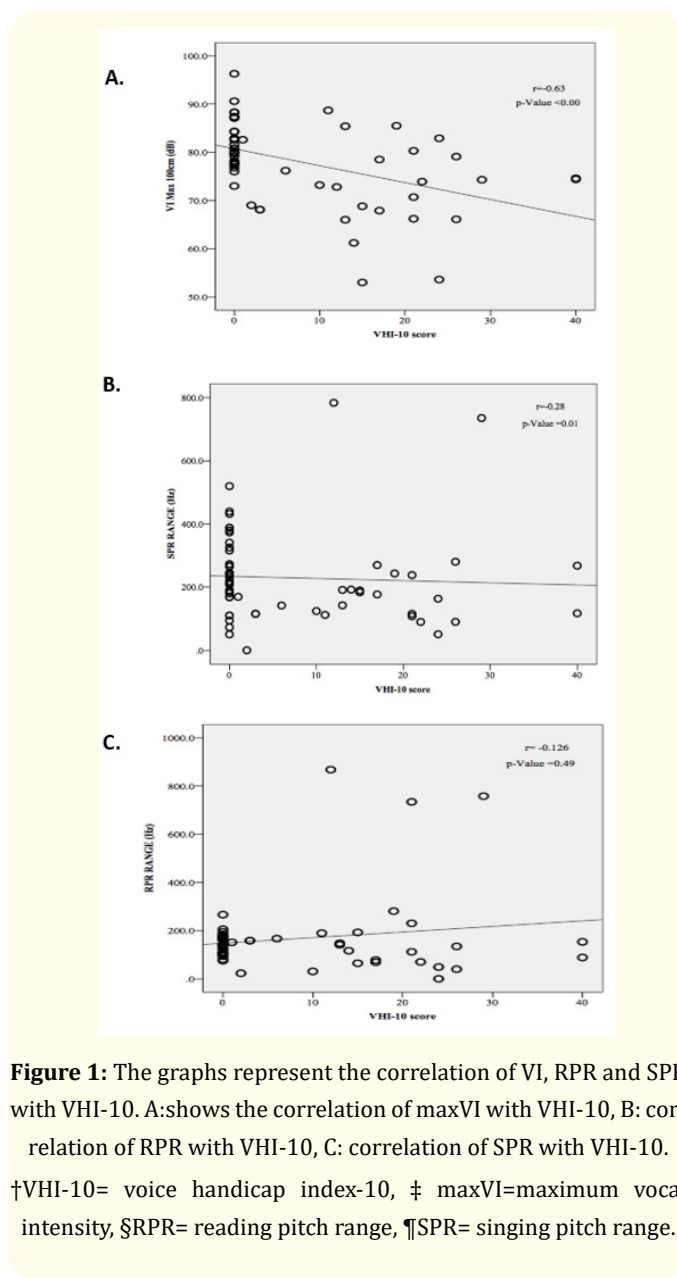 A.
100.0
90.0
80.0
70.0
60.0
50.0
VI Max 100cm (dB)
r=-0.63
p-Value <0.00
0 10 20 30 40
VHI-10 score
B.
800.0
600.0
400.0
200.0
.0
SPR RANGE (Hz)
r=-0.28
p-Value =0.01
0 10 20 30 40
VHI-10 score
C.
1000.0
800.0
600.0
400.0
200.0
.0
RPR RANGE (Hz)
r= -0.126
p-Value =0.49
0 10 20 30 40
VHI-10 score
Figure 1: The graphs represent the correlation of VI, RPR and SPR
with VHI-10. A:shows the correlation of maxVI with VHI-10, B: cor
relation of RPR with VHI-10, C: correlation of SPR with VHI-10.
†VHI-10= voice handicap index-10, ‡ maxVI=maximum voca
intensity, §RPR= reading pitch range, ¶SPR= singing pitch range.